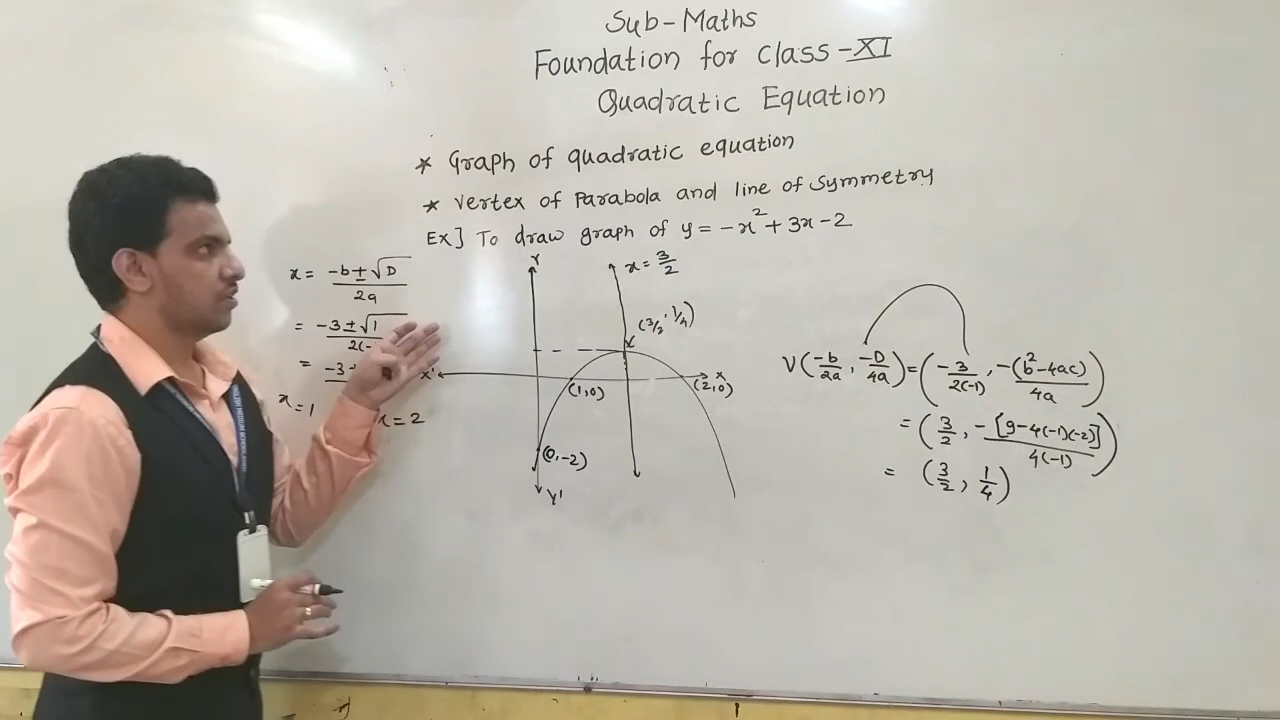 Sub-Maths
Foundation for Class-XI
Quadratic Equation
* Graph of quadratic equation
* Vertex of Parabola and line of Symmetry
Ex] To draw graph of y = -x² + 3x - 2
x = (-b ± √D) / 2a
= (-3 ± √1) / 2(-
= -3 +
x = 1
x = 2
Y
x = 3/2
(3/2, 1/4)
X'
X
(1,0)
(2,0)
(0,-2)
Y'
V(-b/2a, -D/4a) = (-3/2(-1), -(b²-4ac)/4a)
= (3/2, -[9-4(-1)(-2)]/4(-1))
= (3/2, 1/4)